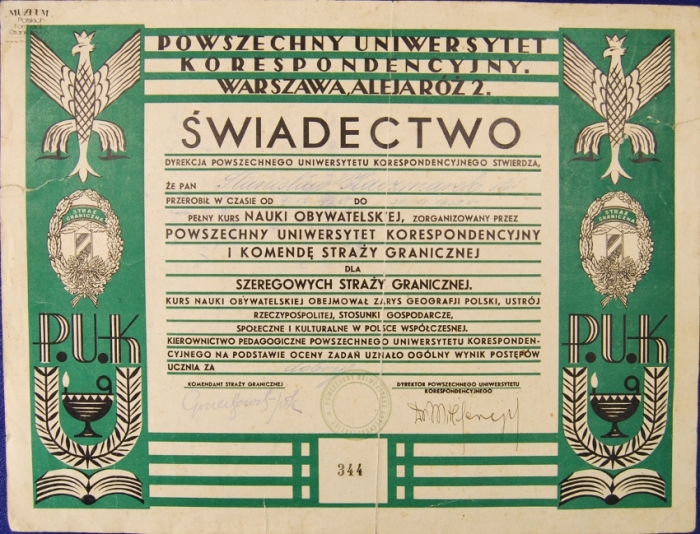 MUZEUM
Polskich
POWSZECHNY UNIWERSYTET
KORESPONDENCYJNY.
WARSZAWA, ALEJA RÓŻ 2.
ŚWIADECTWO
DYREKCJA POWSZECHNEGO UNIWERSYTETU KORESPONDENCYJNEGO STWIERDZA,
ŻE PAN
PRZEROBIŁ W CZASIE OD DO
PEŁNY KURS NAUKI OBYWATELSKIEJ, ZORGANIZOWANY PRZEZ
POWSZECHNY UNIWERSYTET KORESPONDENCYJNY
I KOMENDĘ STRAŻY GRANICZNEJ
DLA
SZEREGOWYCH STRAŻY GRANICZNEJ.
KURS NAUKI OBYWATELSKIEJ OBEJMOWAŁ ZARYS GEOGRAFJI POLSKI, USTRÓJ
RZECZYPOSPOLITEJ, STOSUNKI GOSPODARCZE,
SPOŁECZNE I KULTURALNE W POLSCE WSPÓŁCZESNEJ.
KIEROWNICTWO PEDAGOGICZNE POWSZECHNEGO UNIWERSYTETU KORESPONDEN-
CYJNEGO NA PODSTAWIE OCENY ZADAŃ UZNAŁO OGÓLNY WYNIK POSTĘPÓW
UCZNIA ZA dobry
KOMENDANT STRAŻY GRANICZNEJ
DYREKTOR POWSZECHNEGO UNIWERSYTETU
KORESPONDENCYJNEGO
344
STRAŻ
GRANICZNA
P.U.K
STRAŻ
GRANICZNA
P.U.K